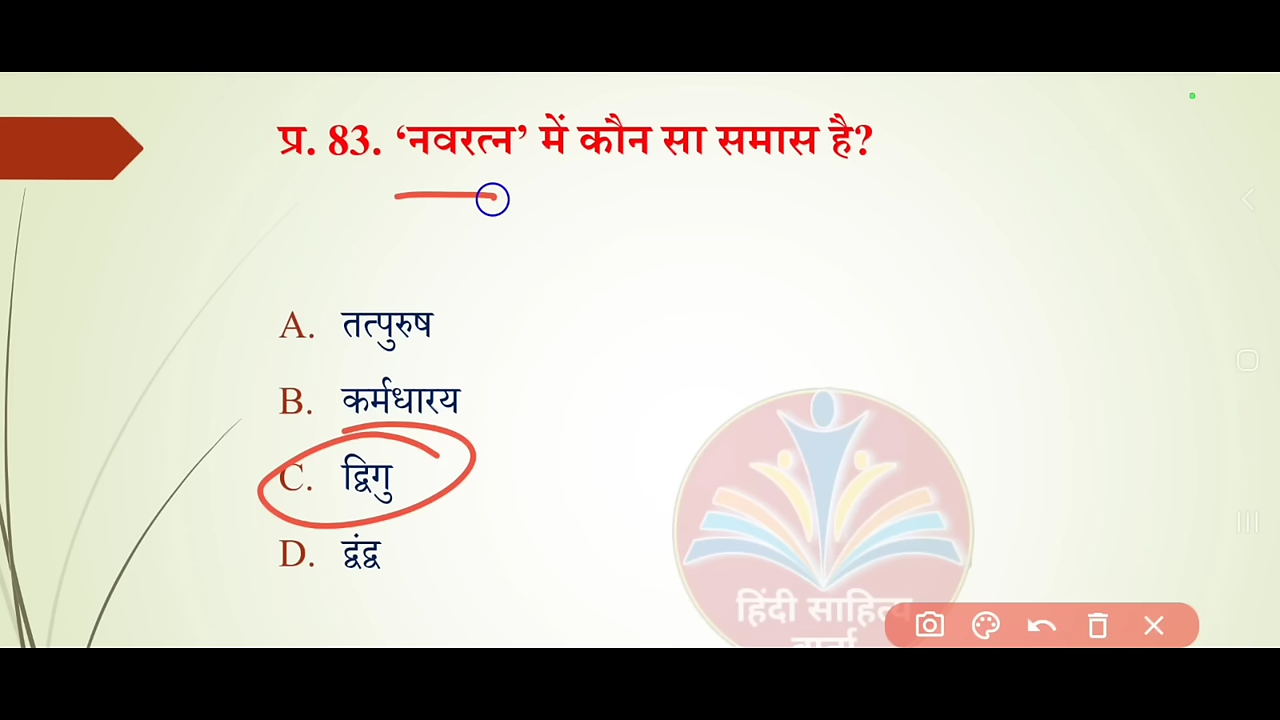 प्र. 83. ‘नवरत्न’ में कौन सा समास है?
A. तत्पुरुष
B. कर्मधारय
C. द्विगु
D. द्वंद्व
हिंदी साहित्य
वार्ता